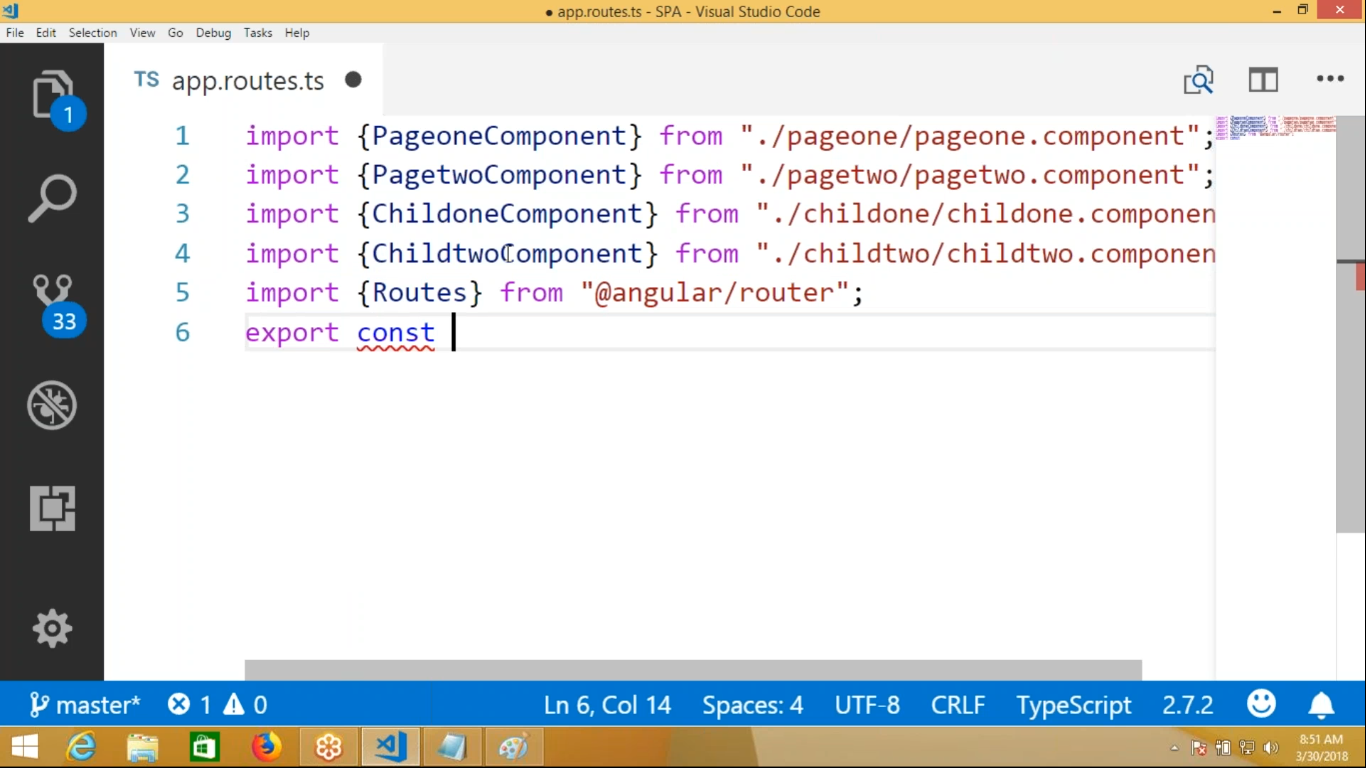 ● app.routes.ts - SPA - Visual Studio Code
File Edit Selection View Go Debug Tasks Help
TS app.routes.ts ●
1 import {PageoneComponent} from "./pageone/pageone.component";
2 import {PagetwoComponent} from "./pagetwo/pagetwo.component";
3 import {ChildoneComponent} from "./childone/childone.componen
4 import {ChildtwoComponent} from "./childtwo/childtwo.componen
5 import {Routes} from "@angular/router";
6 export const
1
33
master* 1 0 Ln 6, Col 14 Spaces: 4 UTF-8 CRLF TypeScript 2.7.2
8:51 AM
3/30/2018